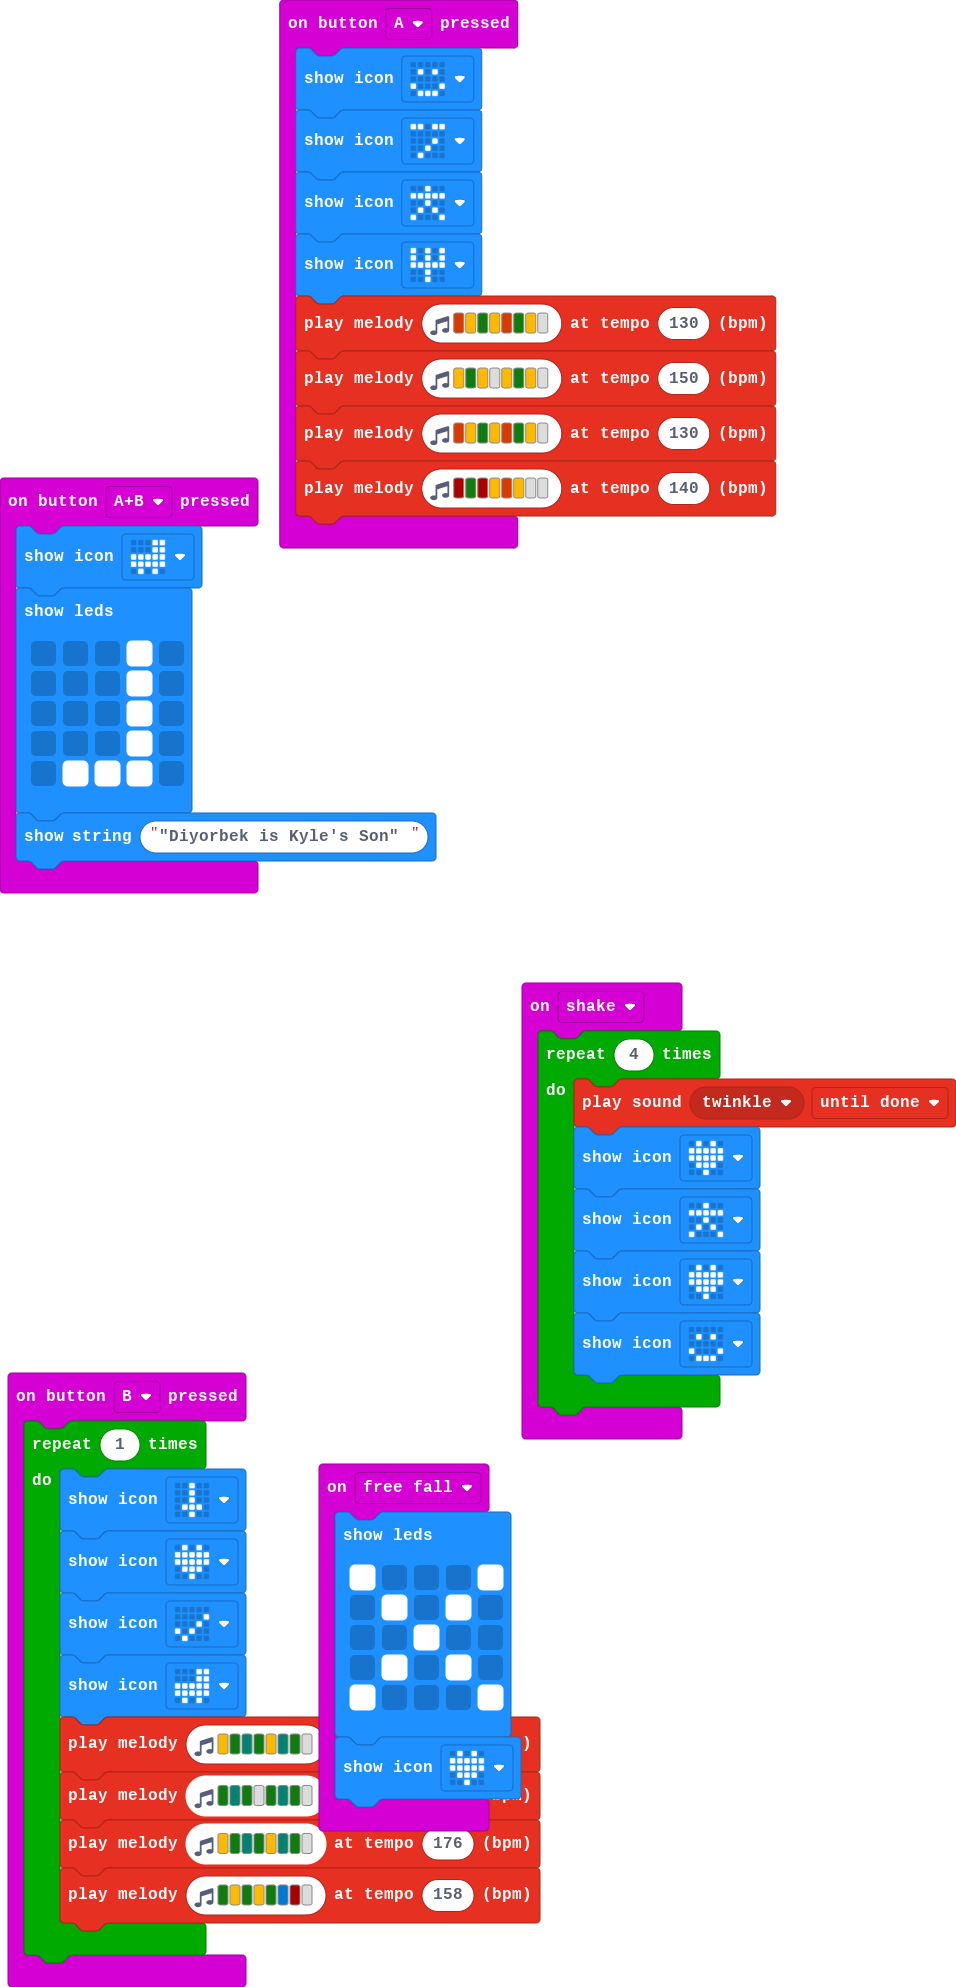 on button A pressed
show icon
show icon
show icon
show icon
play melody at tempo 130 (bpm)
play melody at tempo 150 (bpm)
play melody at tempo 130 (bpm)
play melody at tempo 140 (bpm)
on button A+B pressed
show icon
show leds
show string ""Diyorbek is Kyle's Son" "
on shake
repeat 4 times
do
play sound twinkle until done
show icon
show icon
show icon
show icon
on button B pressed
repeat 1 times
do
show icon
show icon
show icon
show icon
play melody
play melody
play melody at tempo 176 (bpm)
play melody at tempo 158 (bpm)
on free fall
show leds
show icon